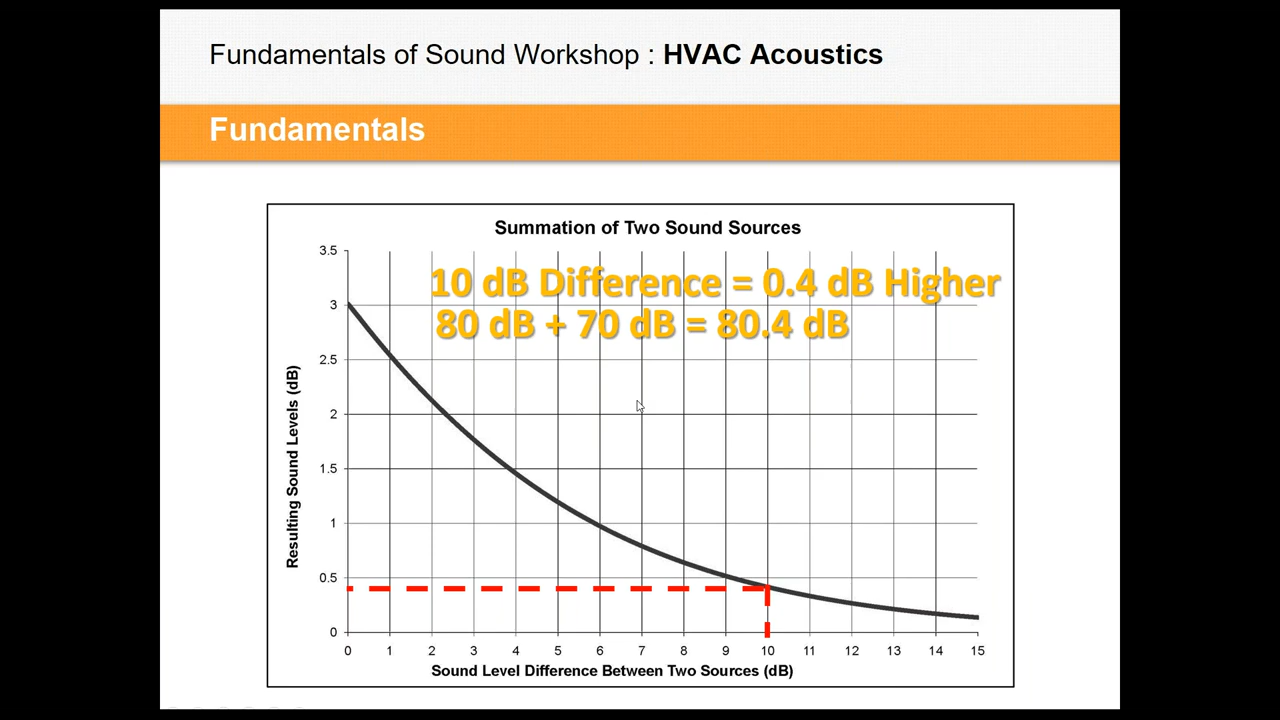 Fundamentals of Sound Workshop : HVAC Acoustics
Fundamentals
Summation of Two Sound Sources
10 dB Difference = 0.4 dB Higher
80 dB + 70 dB = 80.4 dB
Resulting Sound Levels (dB)
3.5
3
2.5
2
1.5
1
0.5
0
0 1 2 3 4 5 6 7 8 9 10 11 12 13 14 15
Sound Level Difference Between Two Sources (dB)